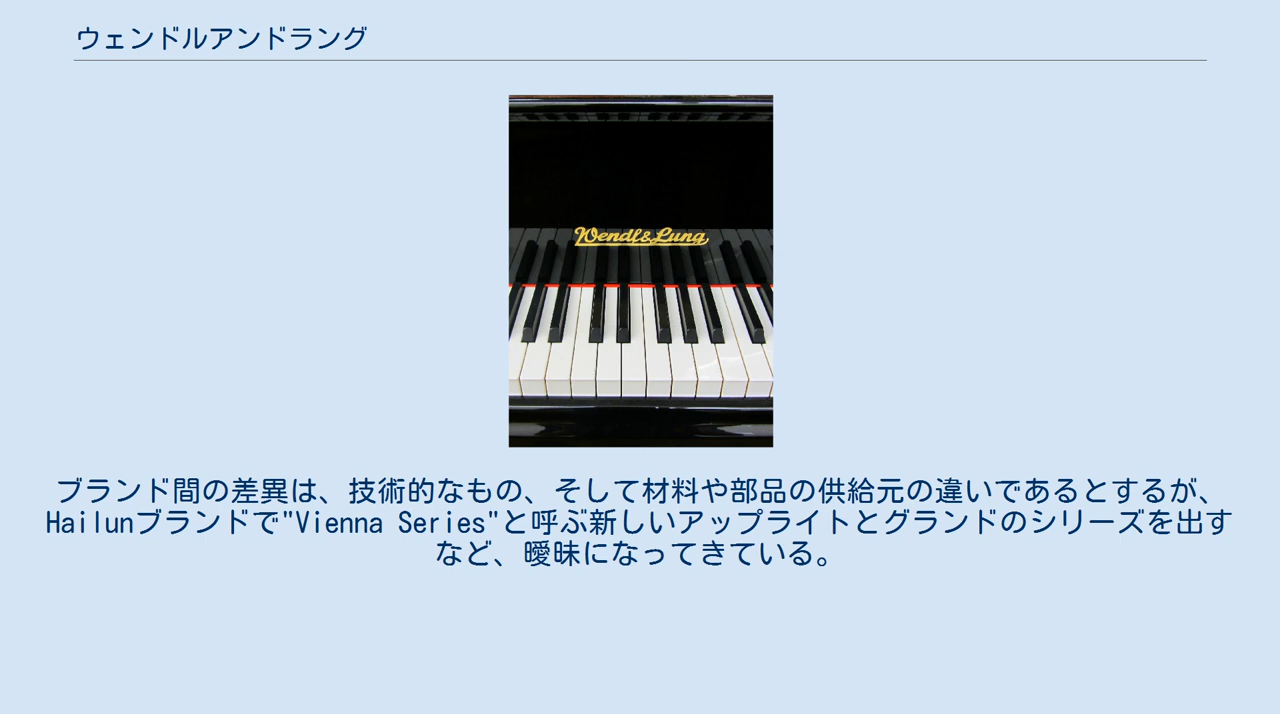 ウェンドルアンドラング
Wendl&Lung
ブランド間の差異は、技術的なもの、そして材料や部品の供給元の違いであるとするが、
Hailunブランドで"Vienna Series"と呼ぶ新しいアップライトとグランドのシリーズを出す
など、曖昧になってきている。